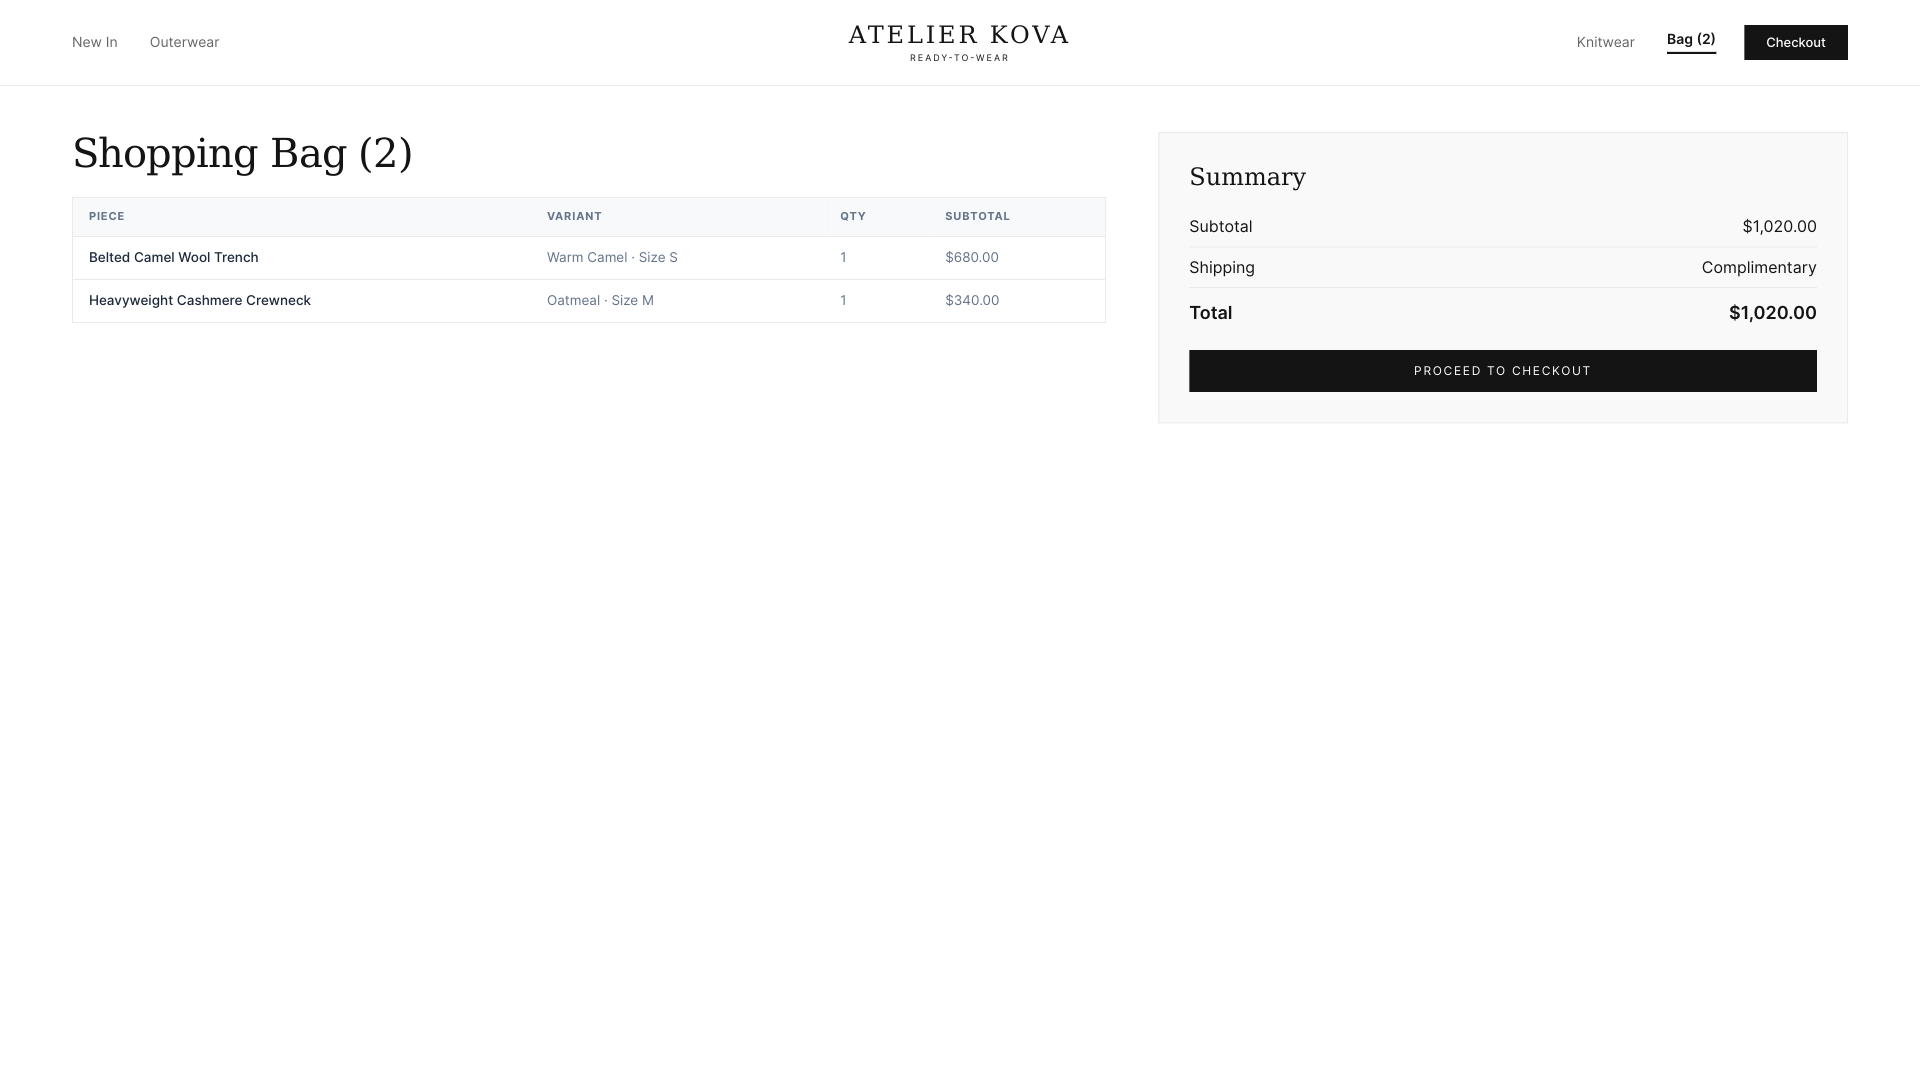 New In Outerwear
ATELIER KOVA
READY-TO-WEAR
Knitwear Bag (2) Checkout
Shopping Bag (2)
PIECE VARIANT QTY SUBTOTAL
Belted Camel Wool Trench Warm Camel · Size S 1 $680.00
Heavyweight Cashmere Crewneck Oatmeal · Size M 1 $340.00
Summary
Subtotal $1,020.00
Shipping Complimentary
Total $1,020.00
PROCEED TO CHECKOUT